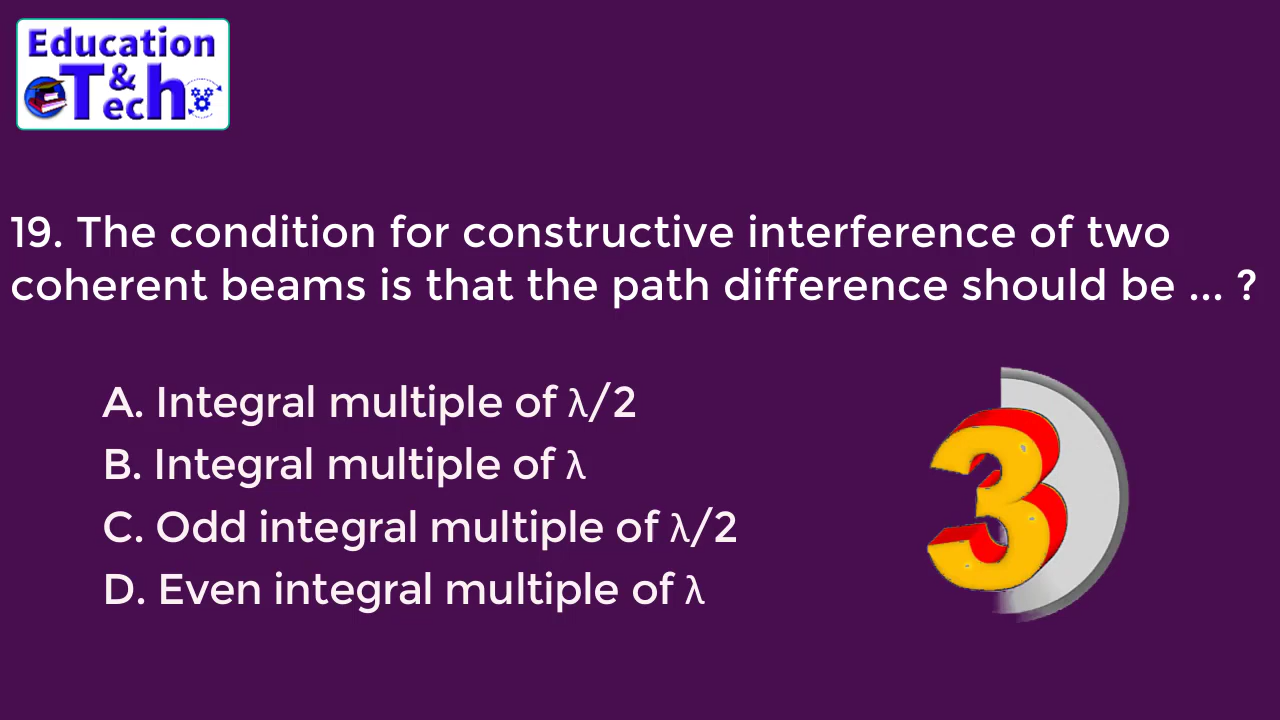 Education
& Tech
19. The condition for constructive interference of two
coherent beams is that the path difference should be ... ?
A. Integral multiple of λ/2
B. Integral multiple of λ
C. Odd integral multiple of λ/2
D. Even integral multiple of λ
3